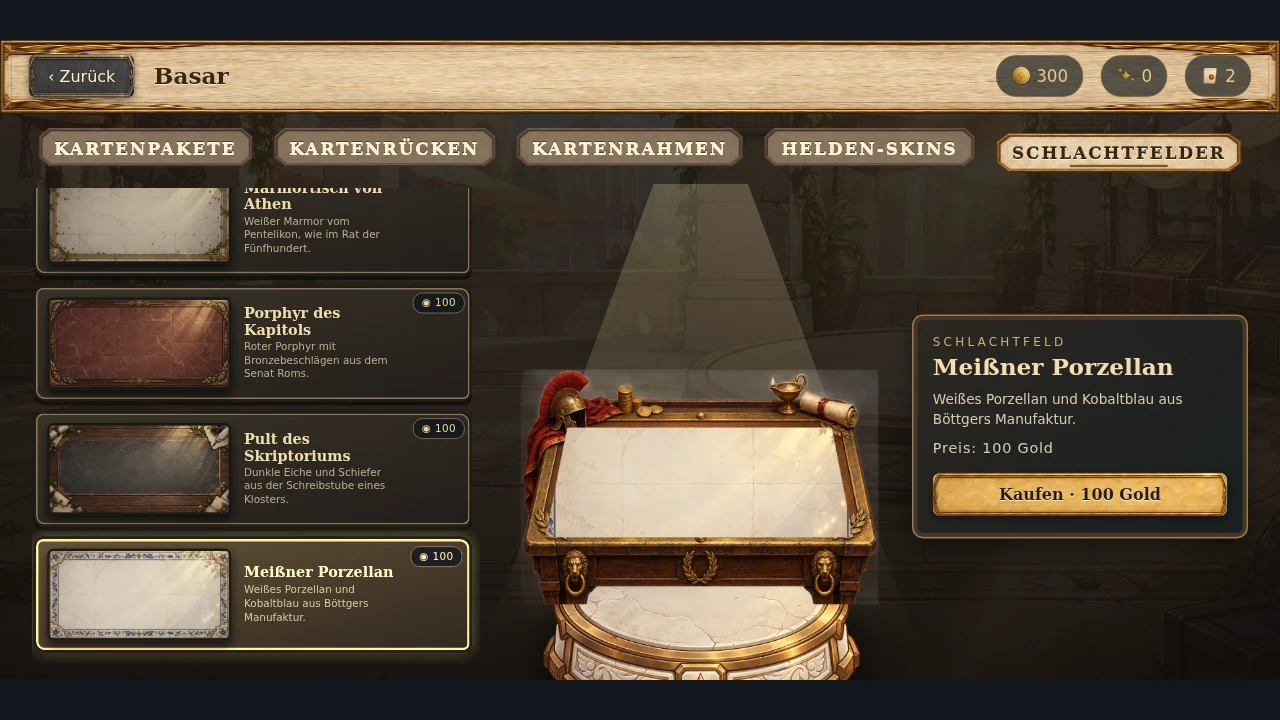 ‹ Zurück
Basar
300
0
2
KARTENPAKETE
KARTENRÜCKEN
KARTENRAHMEN
HELDEN-SKINS
SCHLACHTFELDER
Marmortisch von
Athen
Weißer Marmor vom
Pentelikon, wie im Rat der
Fünfhundert.
Porphyr des
Kapitols
100
Roter Porphyr mit
Bronzebeschlägen aus dem
Senat Roms.
Pult des
Skriptoriums
100
Dunkle Eiche und Schiefer
aus der Schreibstube eines
Klosters.
Meißner Porzellan
100
Weißes Porzellan und
Kobaltblau aus Böttgers
Manufaktur.
SCHLACHTFELD
Meißner Porzellan
Weißes Porzellan und Kobaltblau aus
Böttgers Manufaktur.
Preis: 100 Gold
Kaufen · 100 Gold